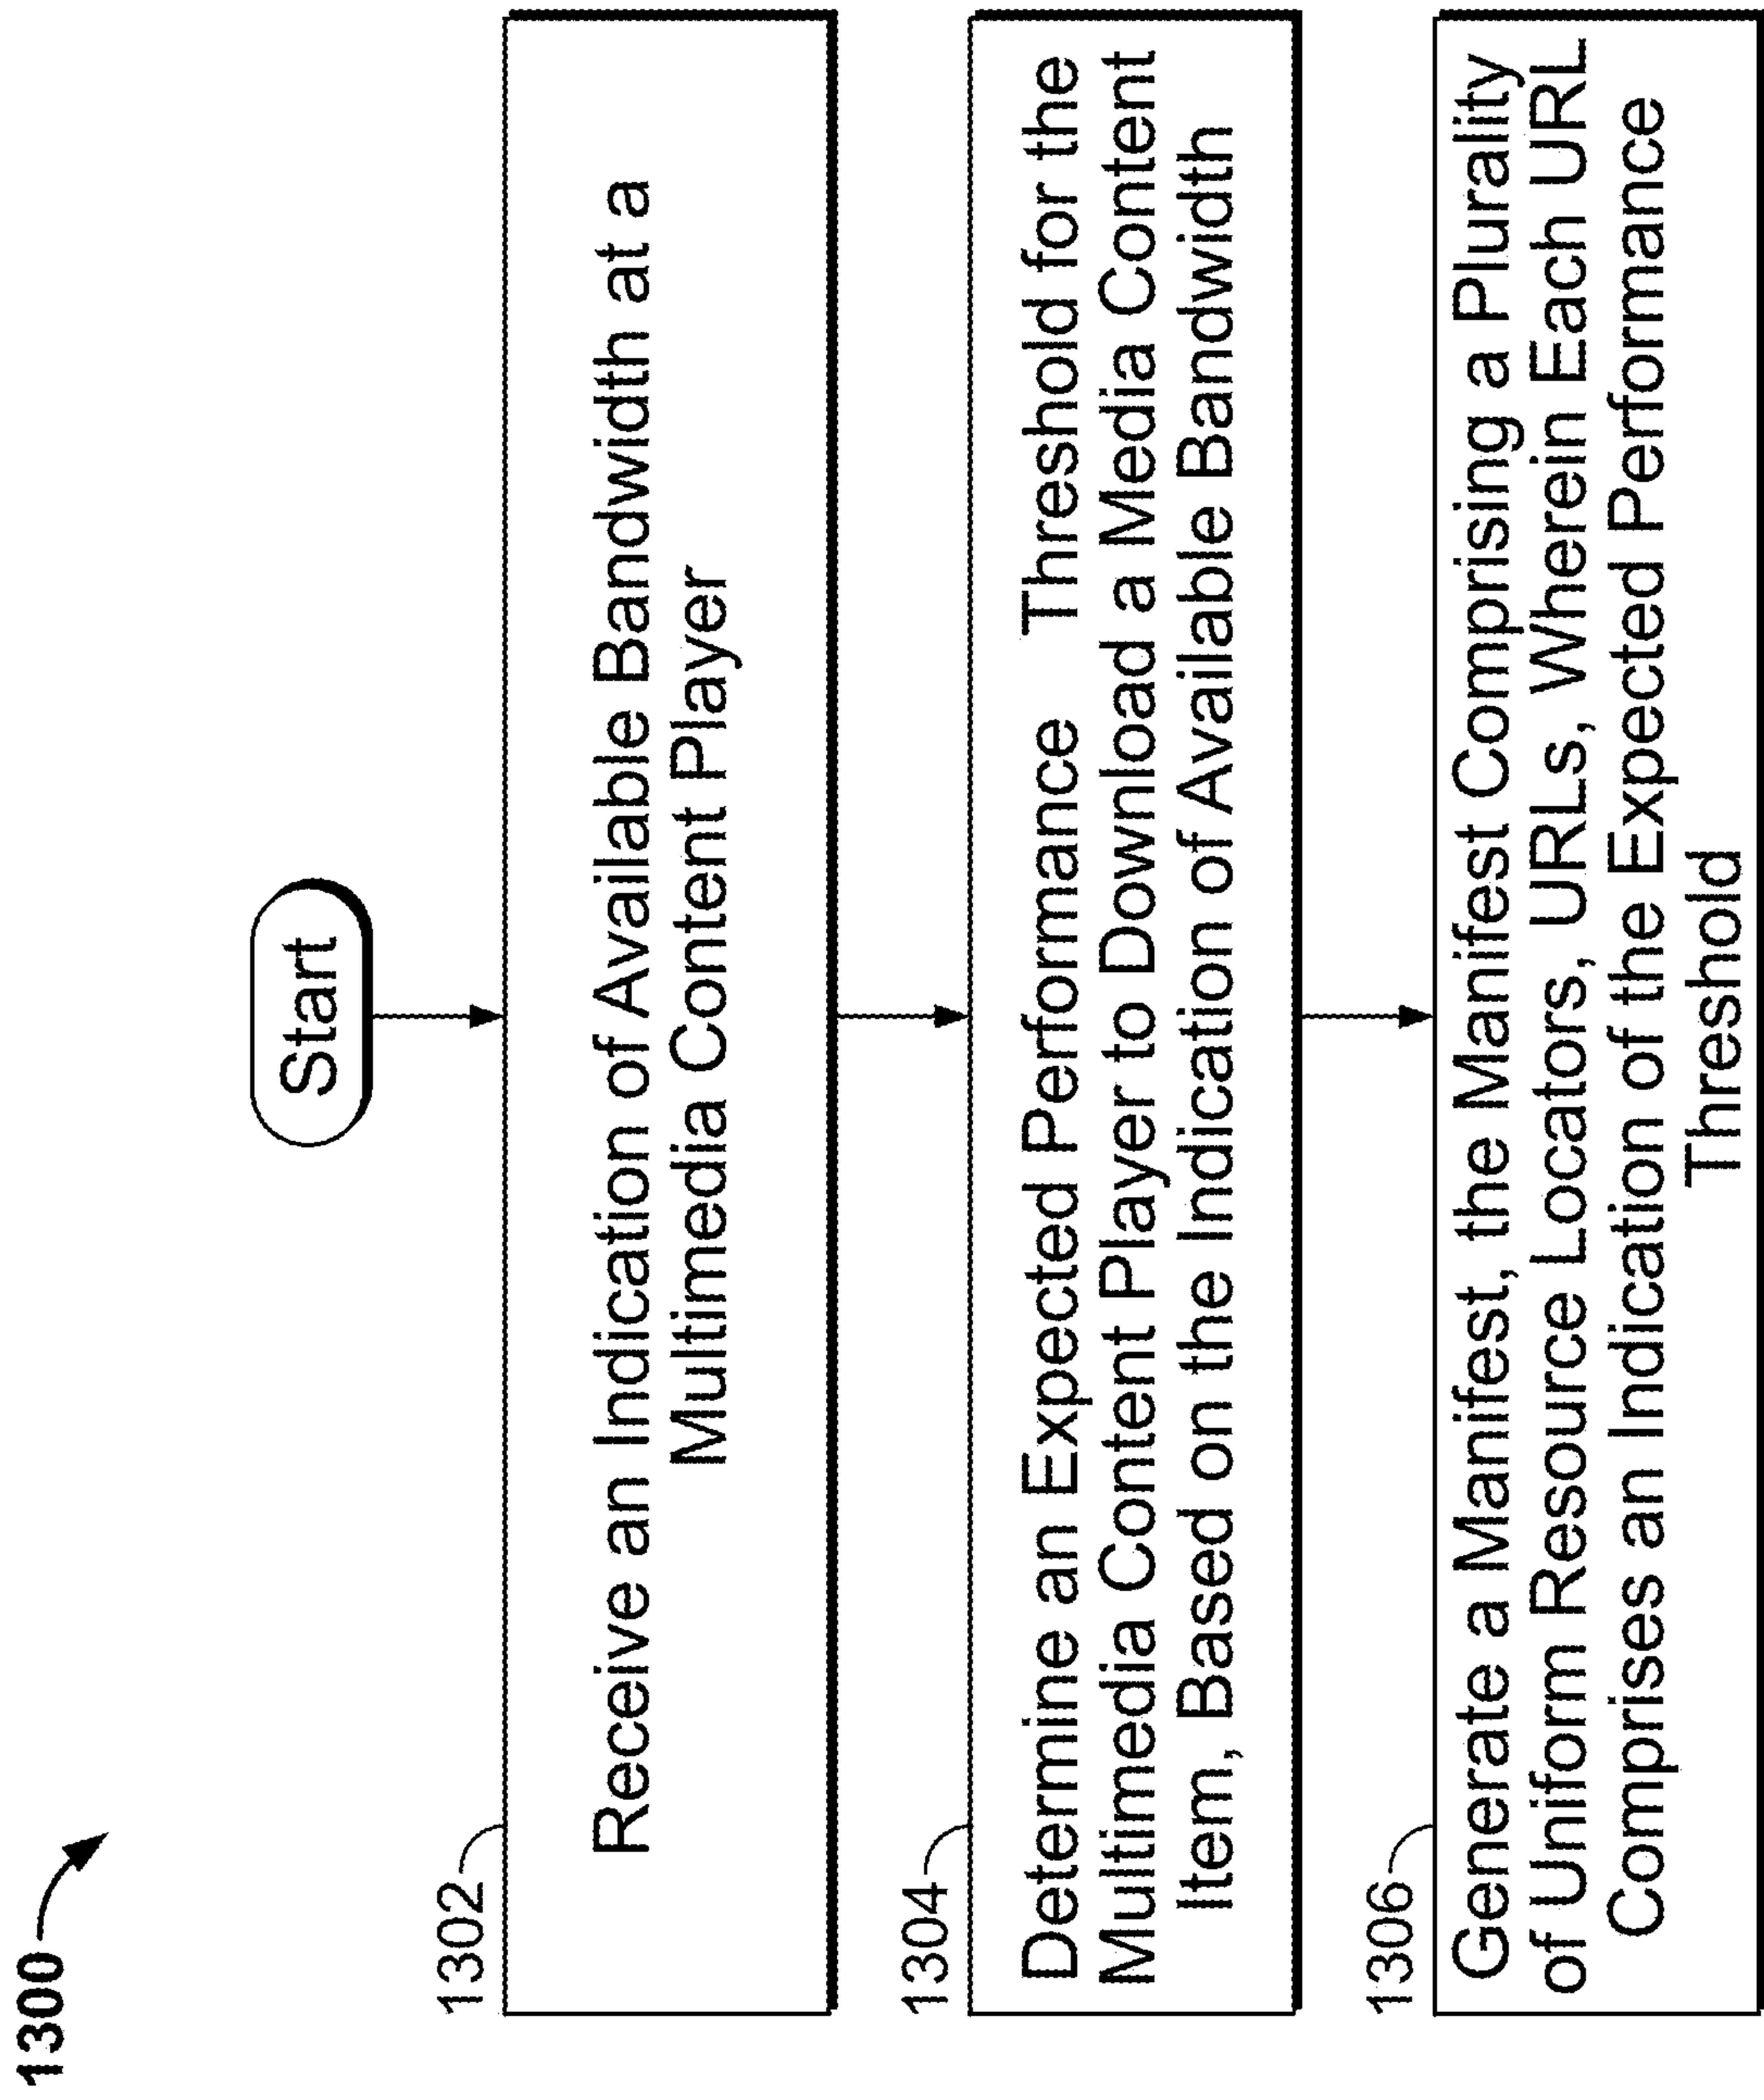 1300
Start
1302
Receive an Indication of Available Bandwidth at a
Multimedia Content Player
1304
Determine an Expected Performance Threshold for the
Multimedia Content Player to Download a Media Content
Item, Based on the Indication of Available Bandwidth
1306
Generate a Manifest, the Manifest Comprising a Plurality
of Uniform Resource Locators, URLs, Wherein Each URL
Comprises an Indication of the Expected Performance
Threshold